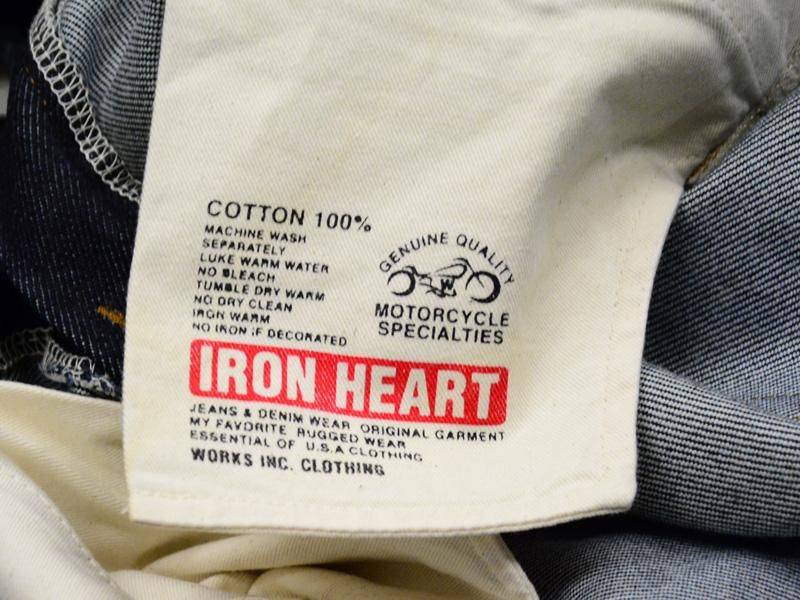 COTTON 100%
MACHINE WASH
SEPARATELY
LUKE WARM WATER
NO BLEACH
TUMBLE DRY WARM
NO DRY CLEAN
IRON WARM
NO IRON IF DECORATED
GENUINE QUALITY
MOTORCYCLE
SPECIALTIES
IRON HEART
JEANS & DENIM WEAR ORIGINAL GARMENT
MY FAVORITE RUGGED WEAR
ESSENTIAL OF U.S.A CLOTHING
WORKS INC. CLOTHING